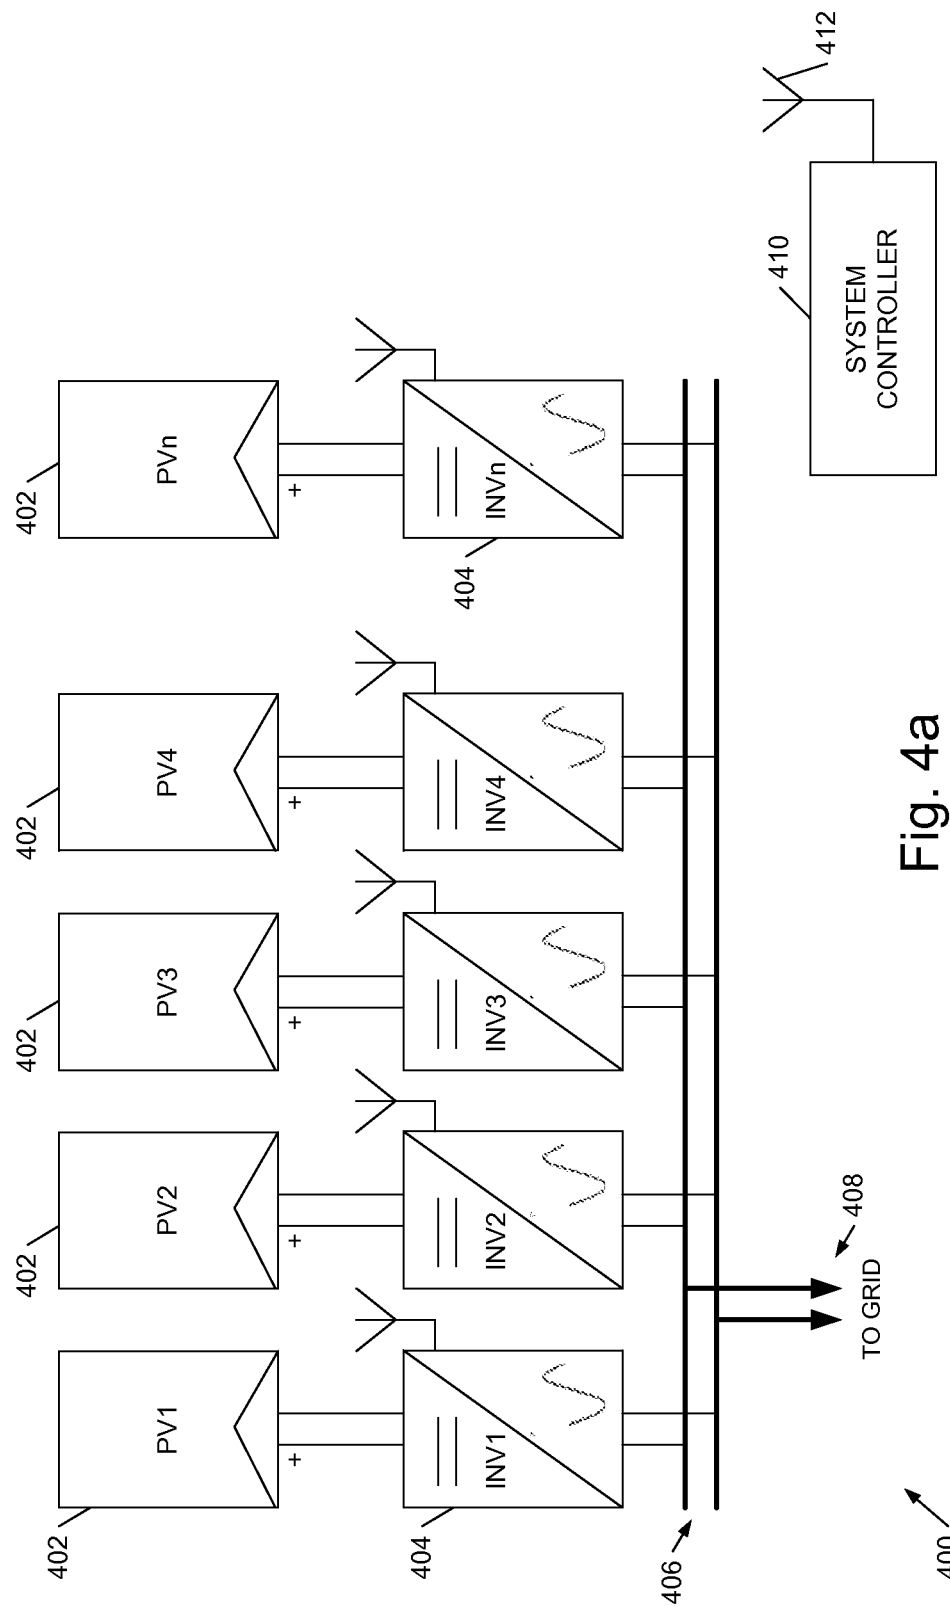 402
402
402
402
402
PV1
PV2
PV3
PV4
PVn
+
+
+
+
+
404
404
INV1
INV2
INV3
INV4
INVn
406
TO GRID
408
410
412
SYSTEM
CONTROLLER
400
Fig. 4a